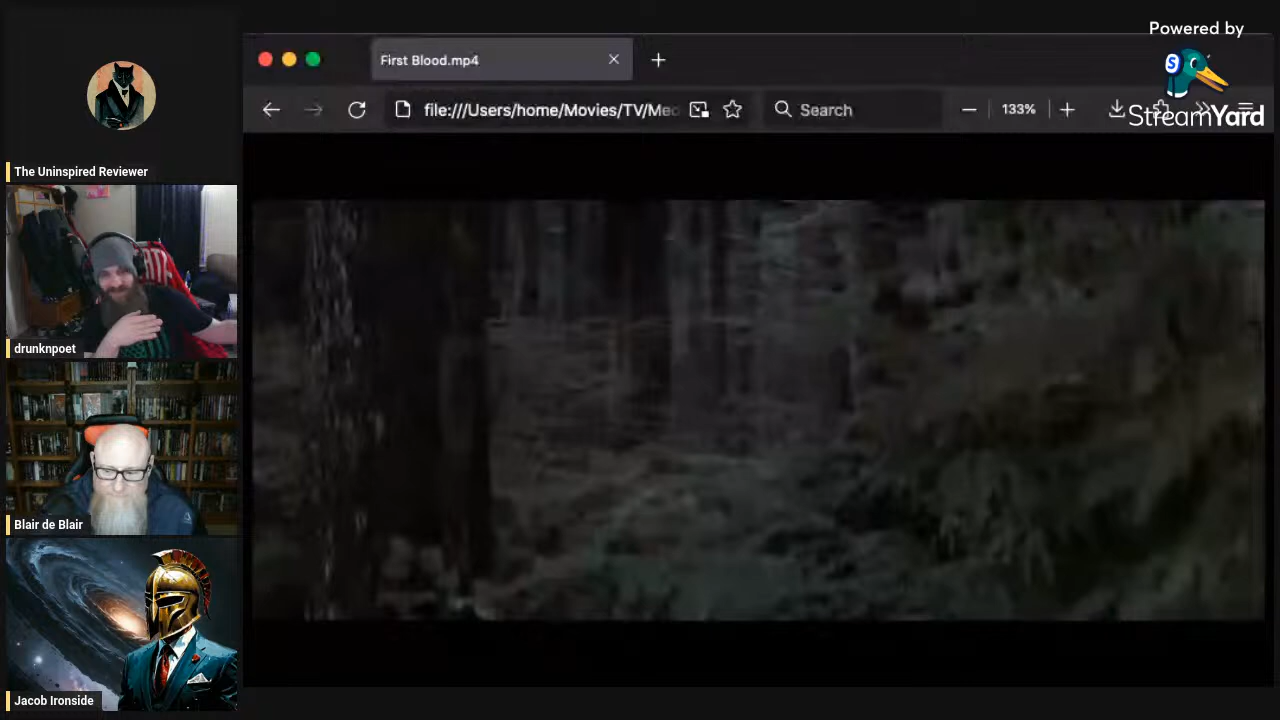 Powered by
StreamYard
First Blood.mp4
file:///Users/home/Movies/TV/Med
Search
133%
The Uninspired Reviewer
drunknpoet
Blair de Blair
Jacob Ironside